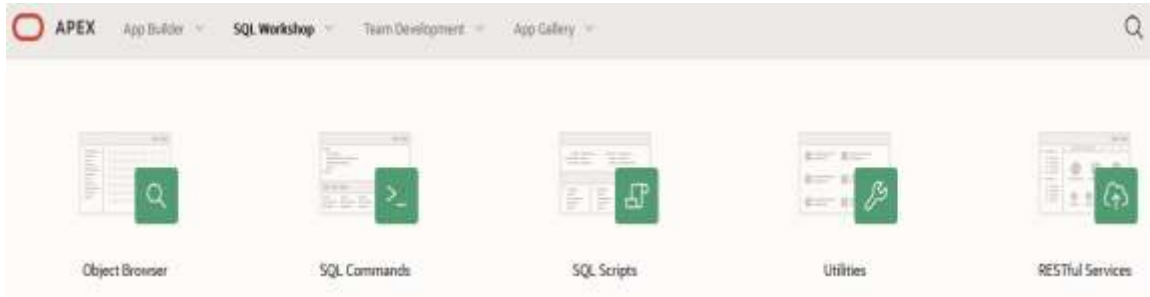 APEX App Builder SQL Workshop Team Development App Gallery
Object Browser SQL Commands SQL Scripts Utilities RESTful Services